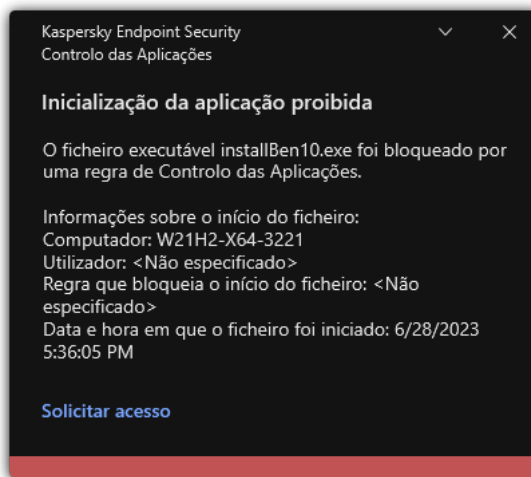 Kaspersky Endpoint Security
Controlo das Aplicações
Inicialização da aplicação proibida
O ficheiro executável installBen10.exe foi bloqueado por
uma regra de Controlo das Aplicações.
Informações sobre o início do ficheiro:
Computador: W21H2-X64-3221
Utilizador: <Não especificado>
Regra que bloqueia o início do ficheiro: <Não
especificado>
Data e hora em que o ficheiro foi iniciado: 6/28/2023
5:36:05 PM
Solicitar acesso